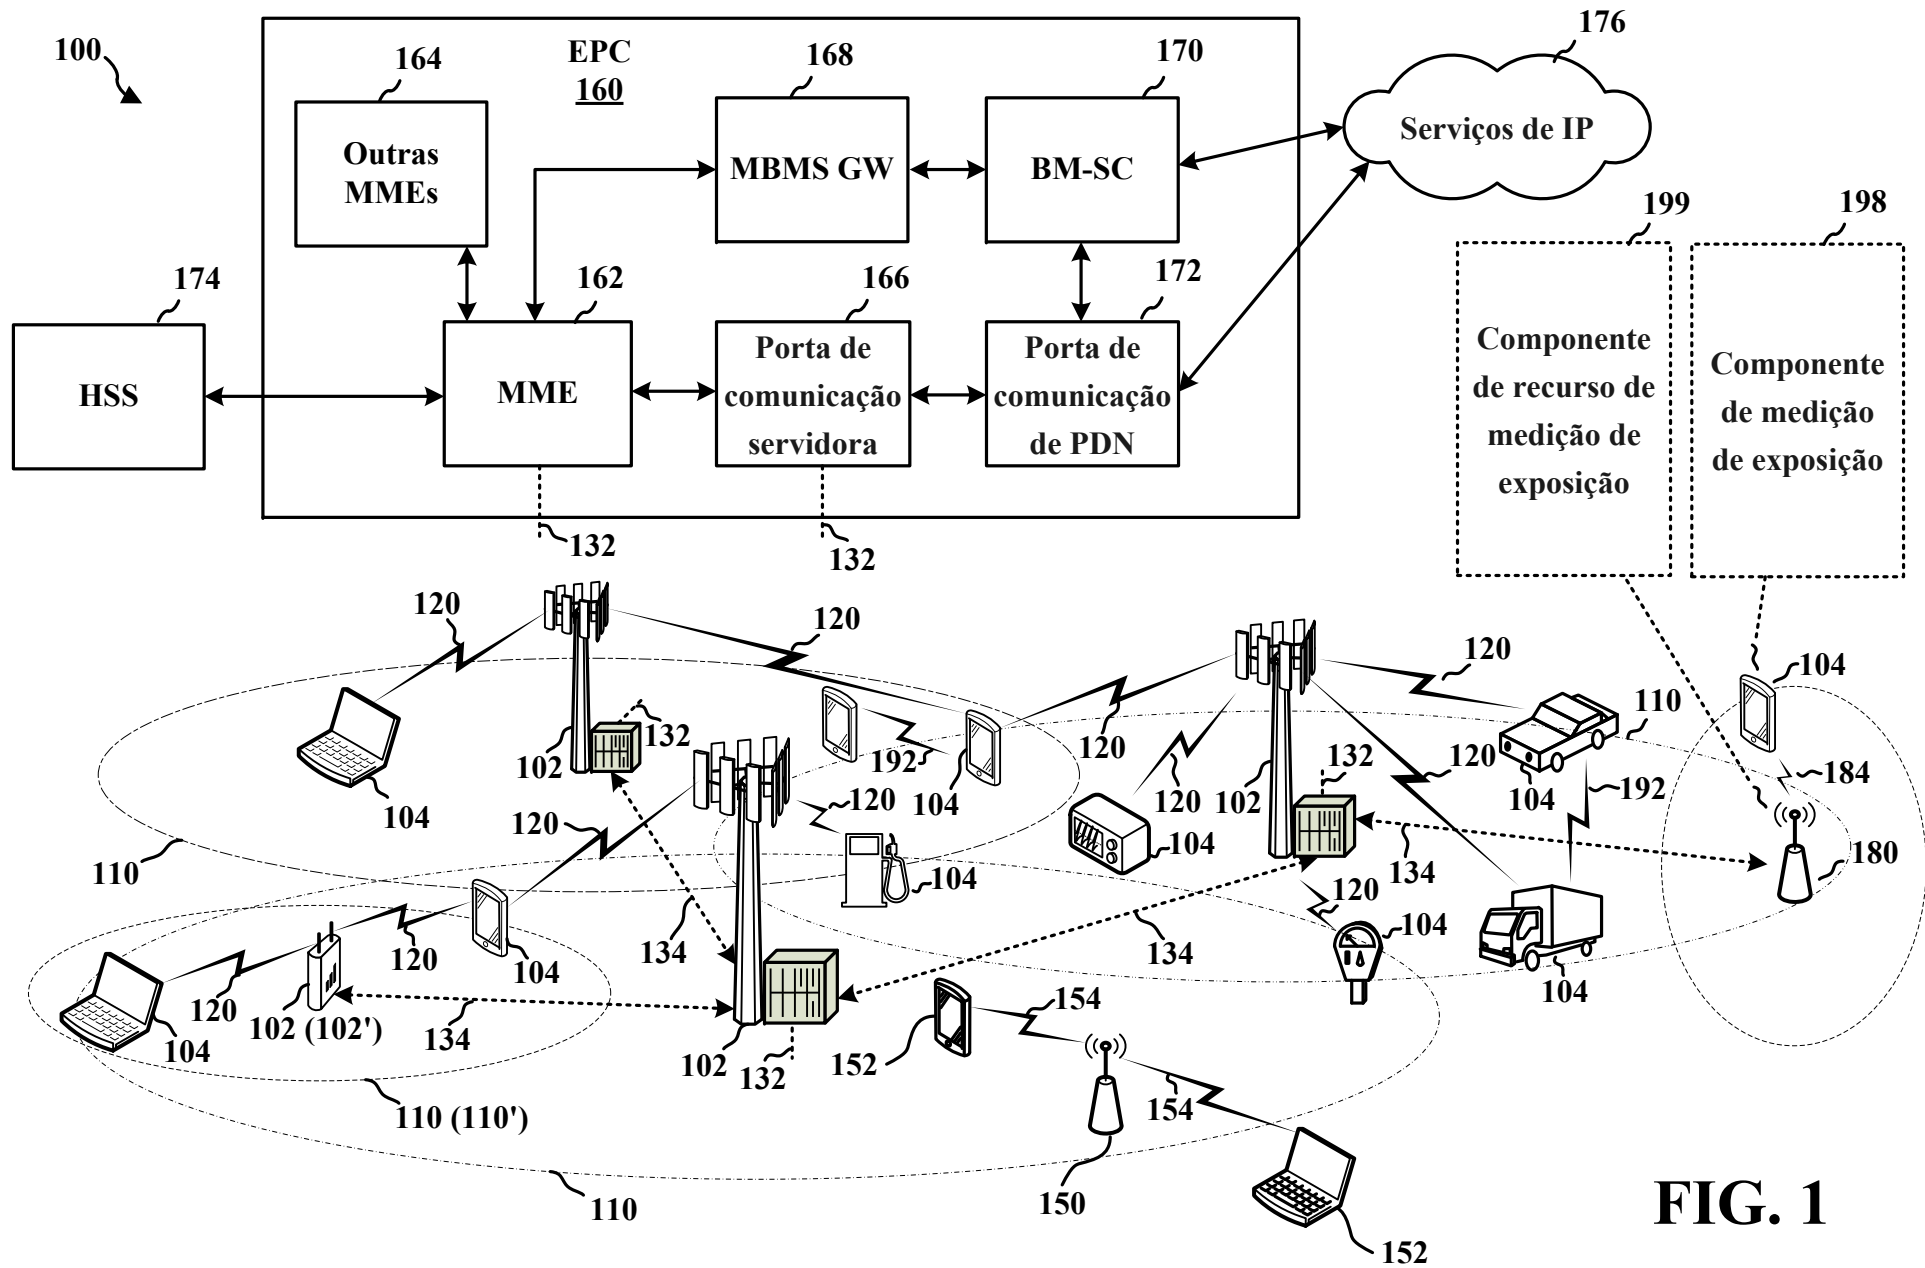 100
EPC
160
164
168
170
176
Outras
MMEs
MBMS GW
BM-SC
Serviços de IP
199
198
174
162
166
172
HSS
MME
Porta de
comunicação
servidora
Porta de
comunicação
de PDN
Componente
de recurso de
medição de
exposição
Componente
de medição
de exposição
132
132
120
120
120
104
132
102
192
104
120
120
102
132
120
110
104
192
104
184
104
120
120
104
104
180
134
110
104
120
104
134
134
120
104
104
120
120
102 (102')
104
134
102
132
152
154
154
110 (110')
110
150
152
FIG. 1